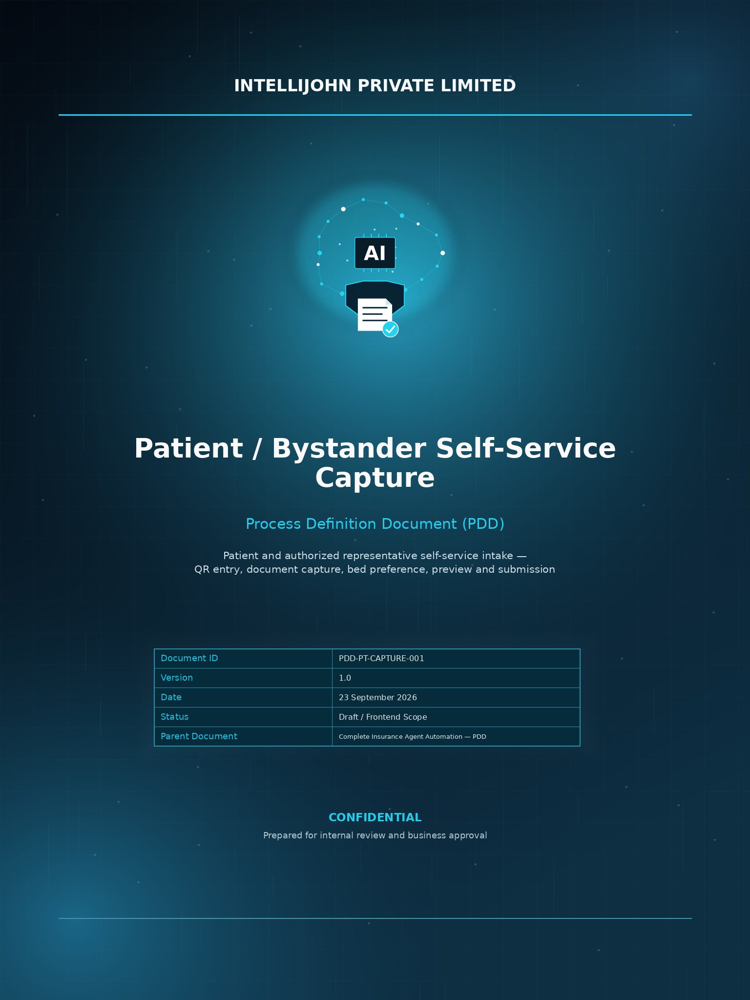 INTELLIJOHN PRIVATE LIMITED
AI
Patient / Bystander Self-Service
Capture
Process Definition Document (PDD)
Patient and authorized representative self-service intake —
QR entry, document capture, bed preference, preview and submission
Document ID PDD-PT-CAPTURE-001
Version 1.0
Date 23 September 2026
Status Draft / Frontend Scope
Parent Document Complete Insurance Agent Automation — PDD
CONFIDENTIAL
Prepared for internal review and business approval